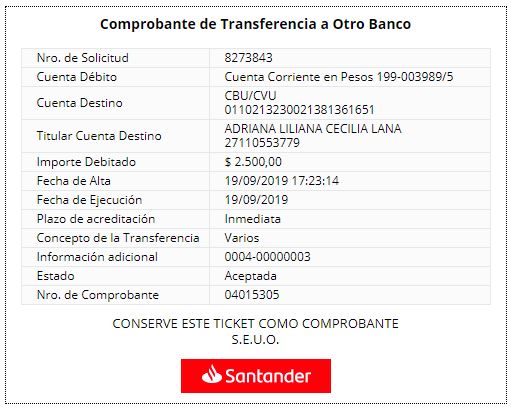 Comprobante de Transferencia a Otro Banco
Nro. de Solicitud 8273843
Cuenta Débito Cuenta Corriente en Pesos 199-003989/5
Cuenta Destino CBU/CVU
0110213230021381361651
Titular Cuenta Destino ADRIANA LILIANA CECILIA LANA
27110553779
Importe Debitado $ 2.500,00
Fecha de Alta 19/09/2019 17:23:14
Fecha de Ejecución 19/09/2019
Plazo de acreditación Inmediata
Concepto de la Transferencia Varios
Información adicional 0004-00000003
Estado Aceptada
Nro. de Comprobante 04015305
CONSERVE ESTE TICKET COMO COMPROBANTE
S.E.U.O.
Santander